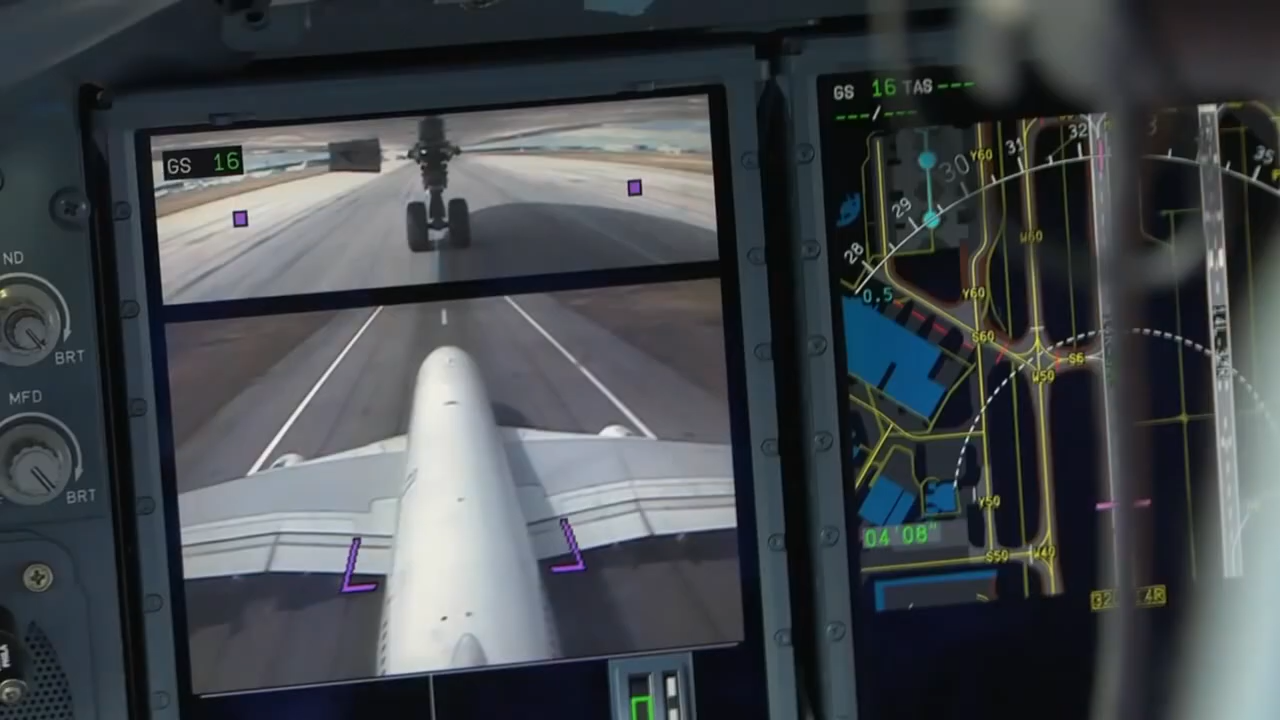 GS 16
ND
BRT
MFD
BRT
GS 16 TAS ---
---/---
28
29
30
31
32
35
Y60
W60
0.5
Y60
S60
S6
W50
Y50
04'08"
S50
W40